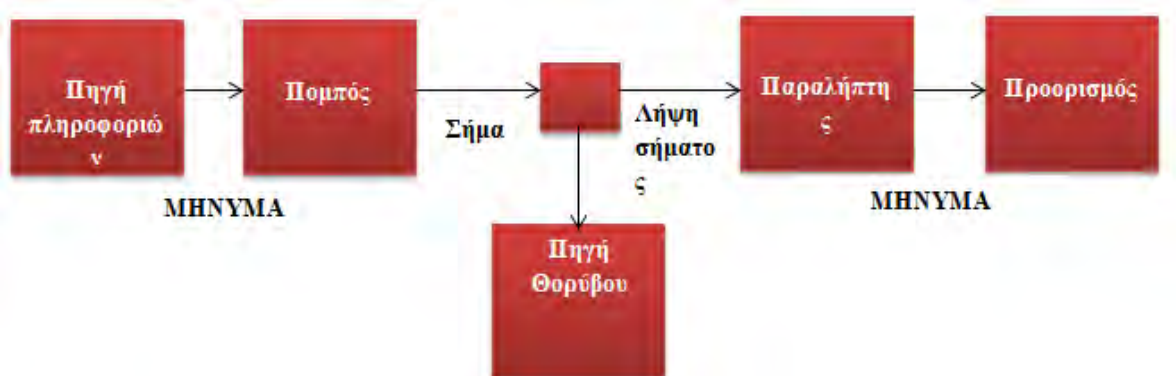 Πηγή
πληροφοριώ
ν
Πομπός
Σήμα
Λήψη
σήματο
ς
Παραλήπτη
ς
Προορισμός
ΜΗΝΥΜΑ
ΜΗΝΥΜΑ
Πηγή
Θορύβου